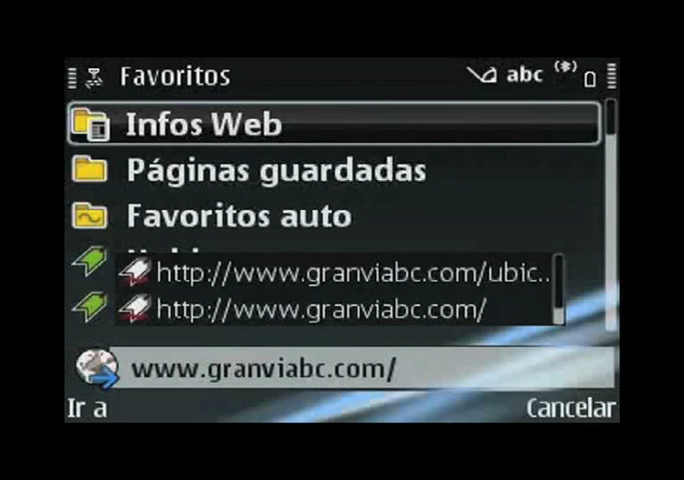 Favoritos
abc
Infos Web
Páginas guardadas
Favoritos auto
http://www.granviabc.com/ubic..
http://www.granviabc.com/
www.granviabc.com/
Ir a
Cancelar